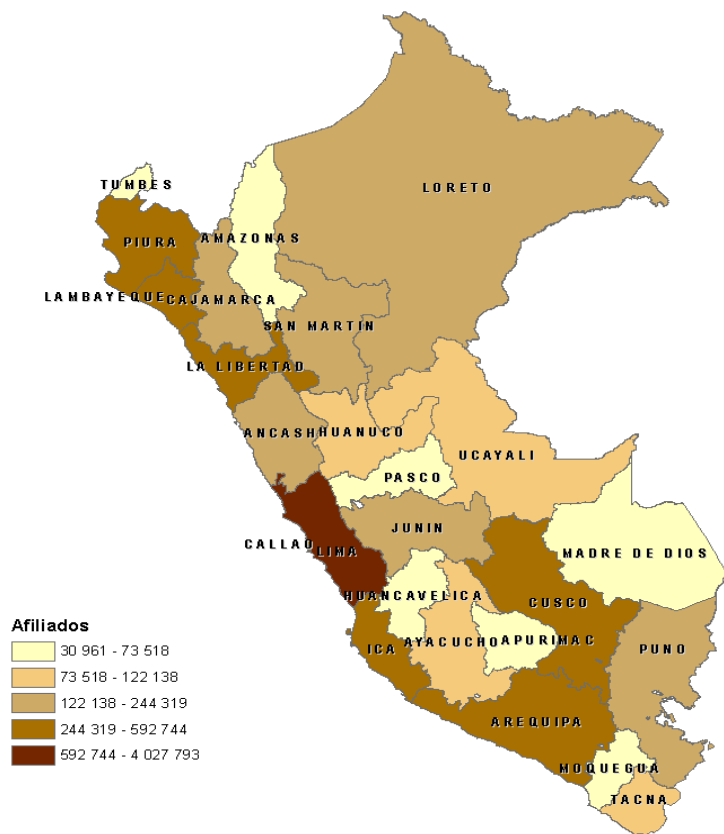 TUMBES
LORETO
PIURA
AMAZONAS
LAMBAYEQUE
CAJAMARCA
SAN MARTIN
LA LIBERTAD
ANCASH
HUANUCO
UCAYALI
PASCO
JUNIN
CALLAO
LIMA
MADRE DE DIOS
HUANCAVELICA
CUSCO
ICA
AYACUCHO
APURIMAC
PUNO
AREQUIPA
MOQUEGUA
TACNA
Afiliados
30 961 - 73 518
73 518 - 122 138
122 138 - 244 319
244 319 - 592 744
592 744 - 4 027 793